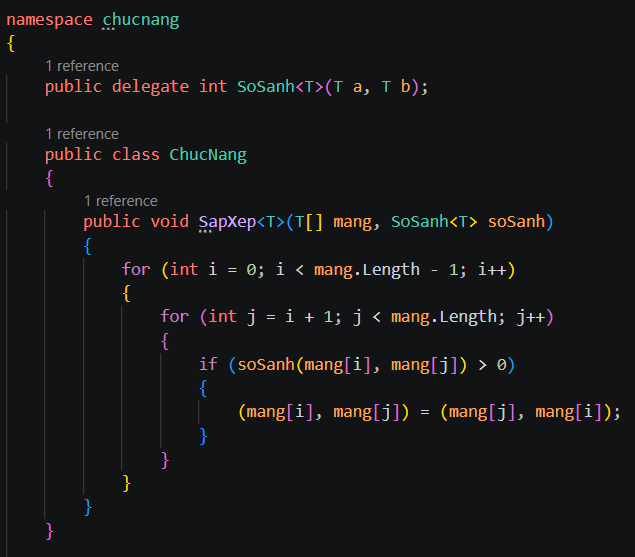 namespace chucnang
{
1 reference
public delegate int SoSanh<T>(T a, T b);
1 reference
public class ChucNang
{
1 reference
public void SapXep<T>(T[] mang, SoSanh<T> soSanh)
{
for (int i = 0; i < mang.Length - 1; i++)
{
for (int j = i + 1; j < mang.Length; j++)
{
if (soSanh(mang[i], mang[j]) > 0)
{
(mang[i], mang[j]) = (mang[j], mang[i]);
}
}
}
}
}